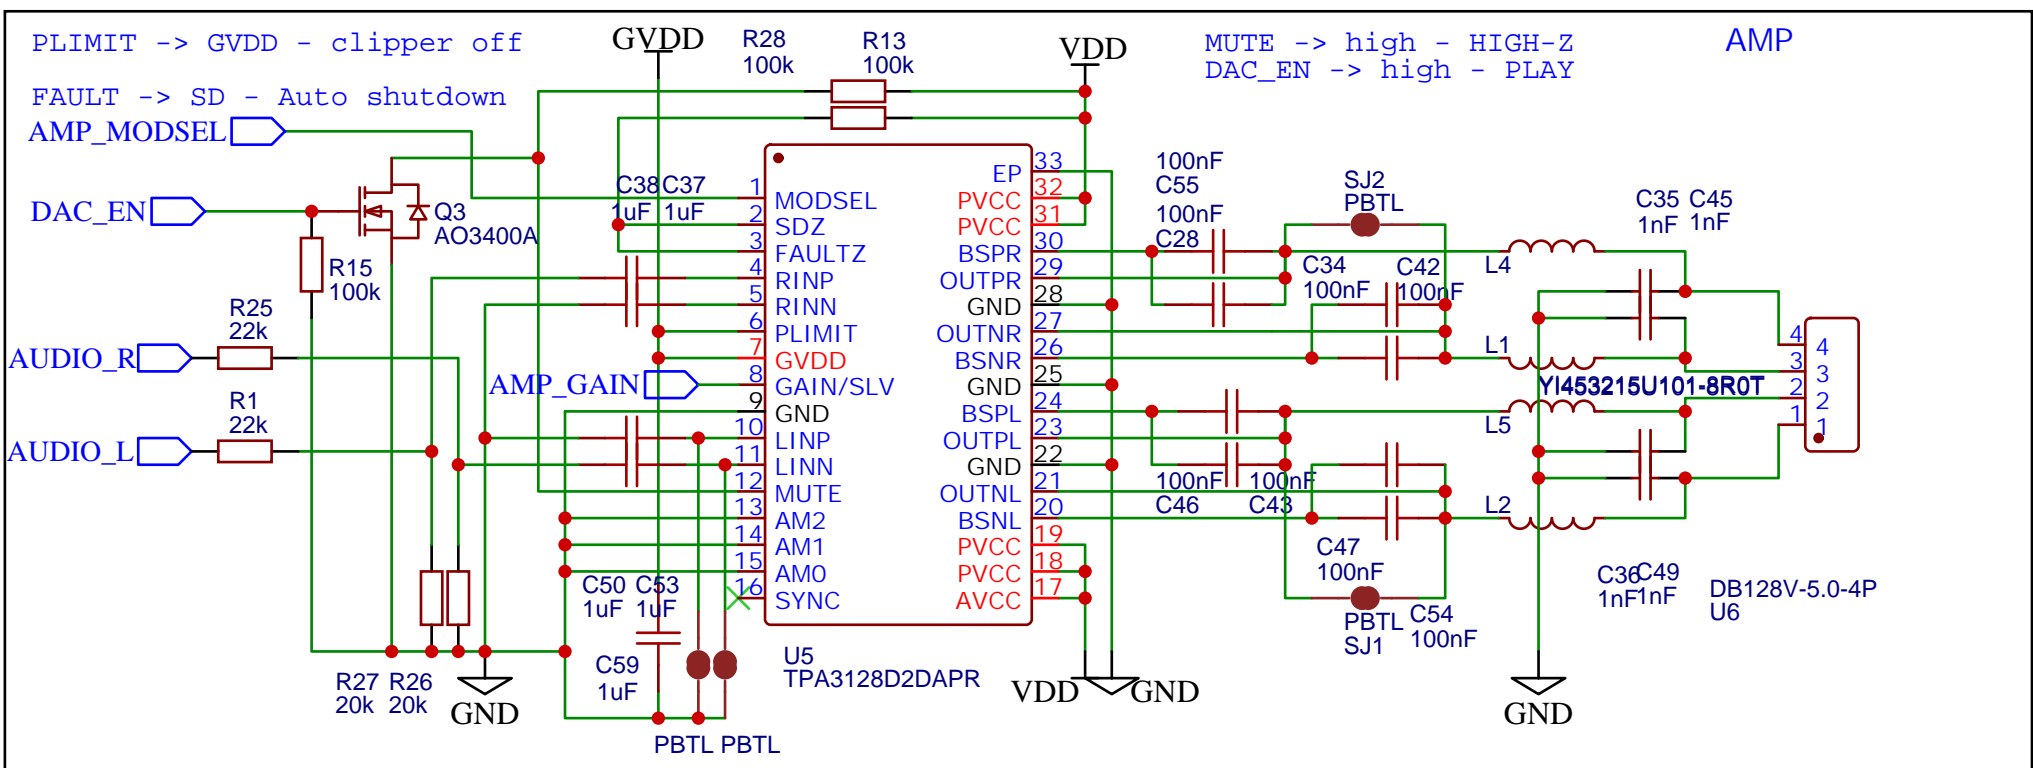 PLIMIT -> GVDD - clipper off
FAULT -> SD - Auto shutdown
MUTE -> high - HIGH-Z
DAC_EN -> high - PLAY
AMP
GVDD
R28
100k
R13
100k
VDD
AMP_MODSEL
DAC_EN
Q3
AO3400A
R15
100k
R25
22k
AUDIO_R
R1
22k
AUDIO_L
AMP_GAIN
C38 C37
1uF 1uF
1 MODSEL
2 SDZ
3 FAULTZ
4 RINP
5 RINN
6 PLIMIT
7 GVDD
8 GAIN/SLV
9 GND
10 LINP
11 LINN
12 MUTE
13 AM2
14 AM1
15 AM0
16 SYNC
EP 33
PVCC 32
PVCC 31
BSPR 30
OUTPR 29
GND 28
OUTNR 27
BSNR 26
GND 25
BSPL 24
OUTPL 23
GND 22
OUTNL 21
BSNL 20
PVCC 19
PVCC 18
AVCC 17
U5
TPA3128D2DAPR
C50 C53
1uF 1uF
C59
1uF
R27 R26
20k 20k
GND
PBTL PBTL
VDD
GND
100nF
C55
100nF
C28
SJ2
PBTL
C34
100nF
C42
100nF
100nF
C46
100nF
C43
C47
100nF
PBTL
SJ1
C54
100nF
L4
L1
YI453215U101-8R0T
L5
L2
C35 C45
1nF 1nF
C36 C49
1nF 1nF
GND
4 4
3 3
2 2
1 1
DB128V-5.0-4P
U6